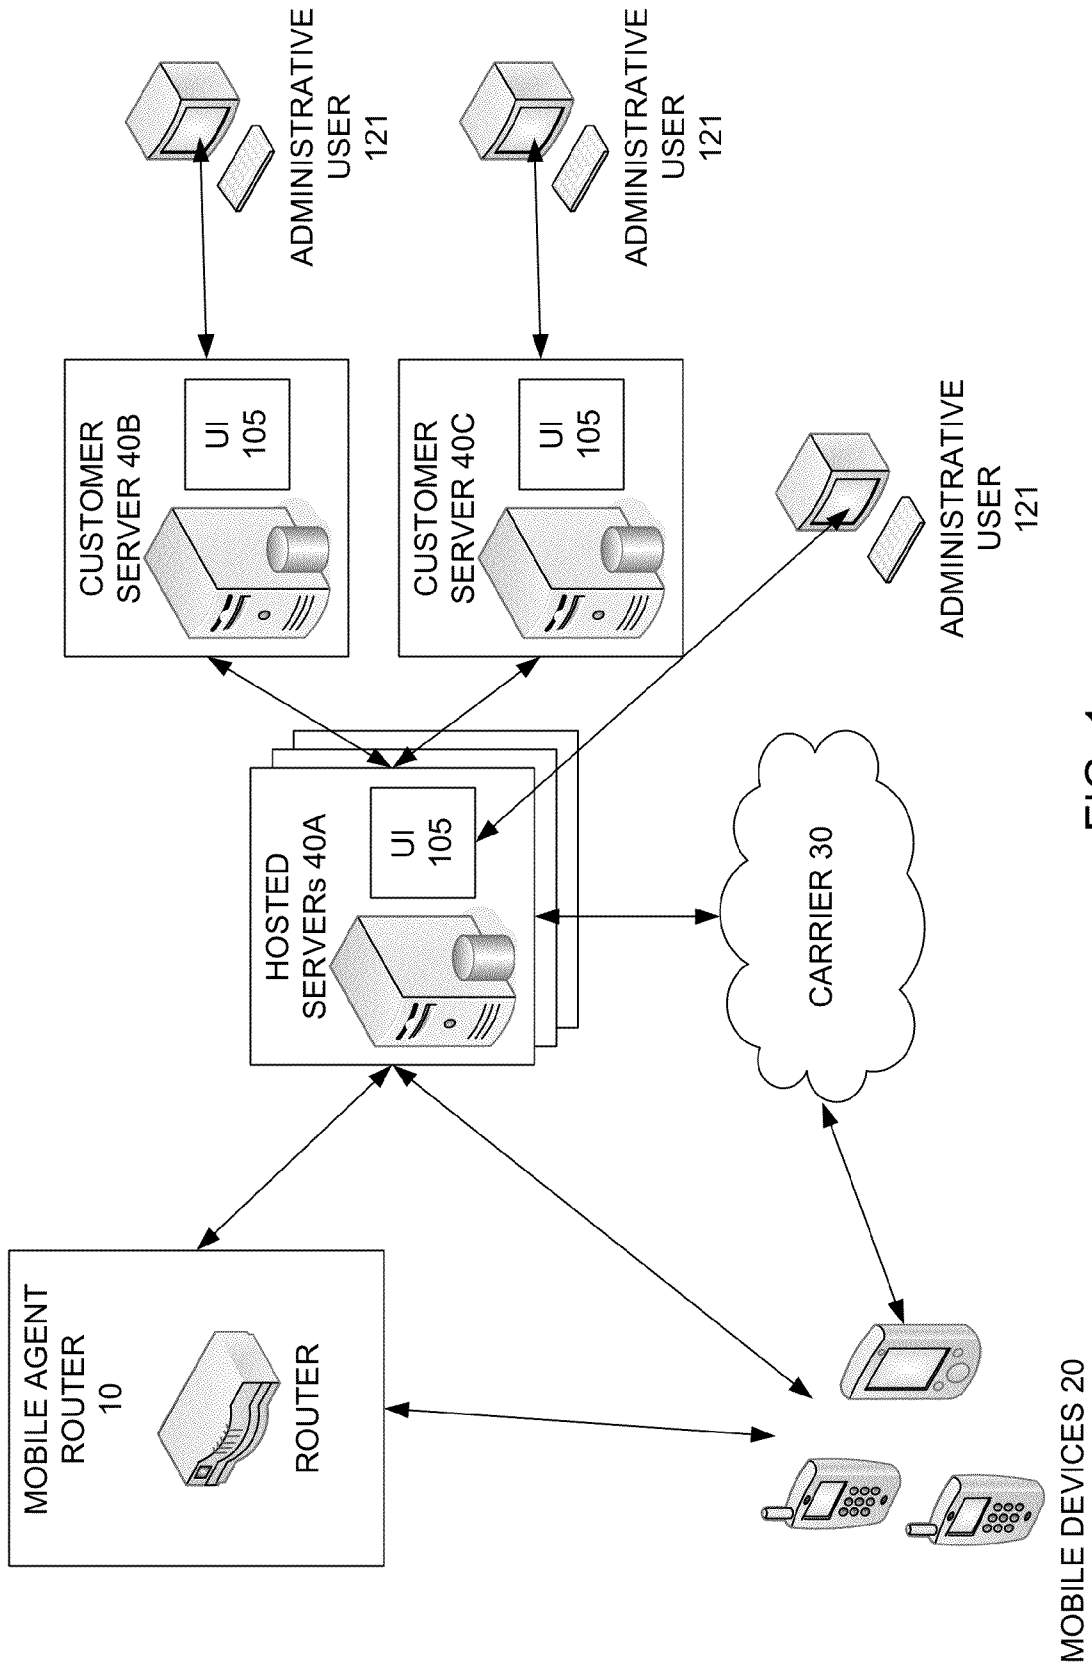 MOBILE AGENT
ROUTER
10
ROUTER
HOSTED
SERVERs 40A
UI
105
CUSTOMER
SERVER 40B
UI
105
ADMINISTRATIVE
USER
121
CUSTOMER
SERVER 40C
UI
105
ADMINISTRATIVE
USER
121
ADMINISTRATIVE
USER
121
CARRIER 30
MOBILE DEVICES 20
FIG.